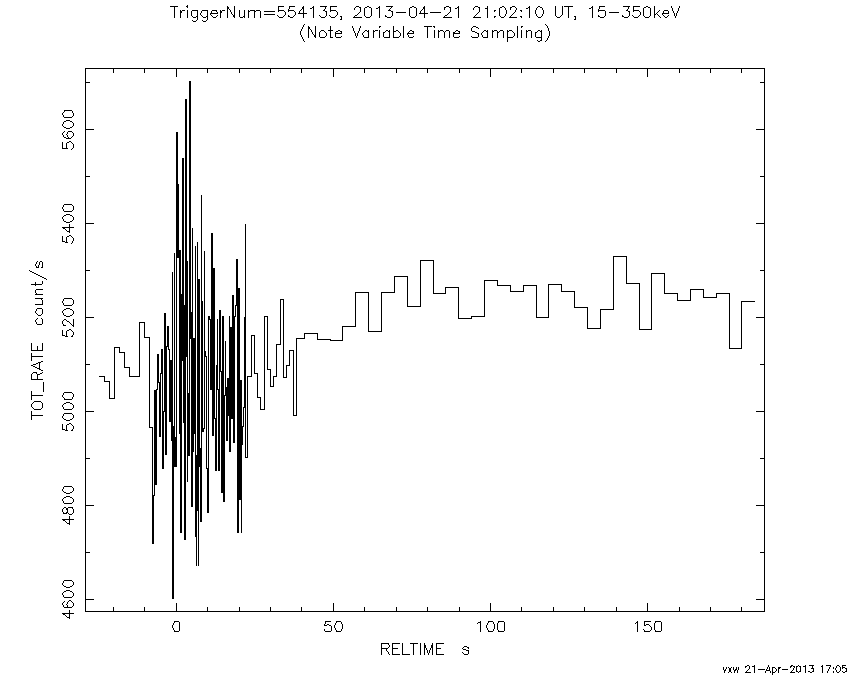 TriggerNum=554135, 2013-04-21 21:02:10 UT, 15-350keV
(Note Variable Time Sampling)
TOT_RATE count/s
5600
5400
5200
5000
4800
4600
0 50 100 150
RELTIME s
vxw 21-Apr-2013 17:05